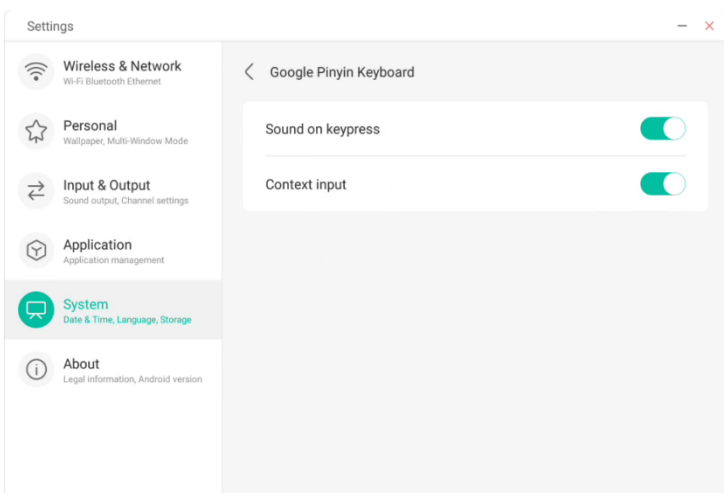 Settings
Wireless & Network
Wi-Fi Bluetooth Ethernet
Personal
Wallpaper, Multi-Window Mode
Input & Output
Sound output, Channel settings
Application
Application management
System
Date & Time, Language, Storage
About
Legal information, Android version
Google Pinyin Keyboard
Sound on keypress
Context input